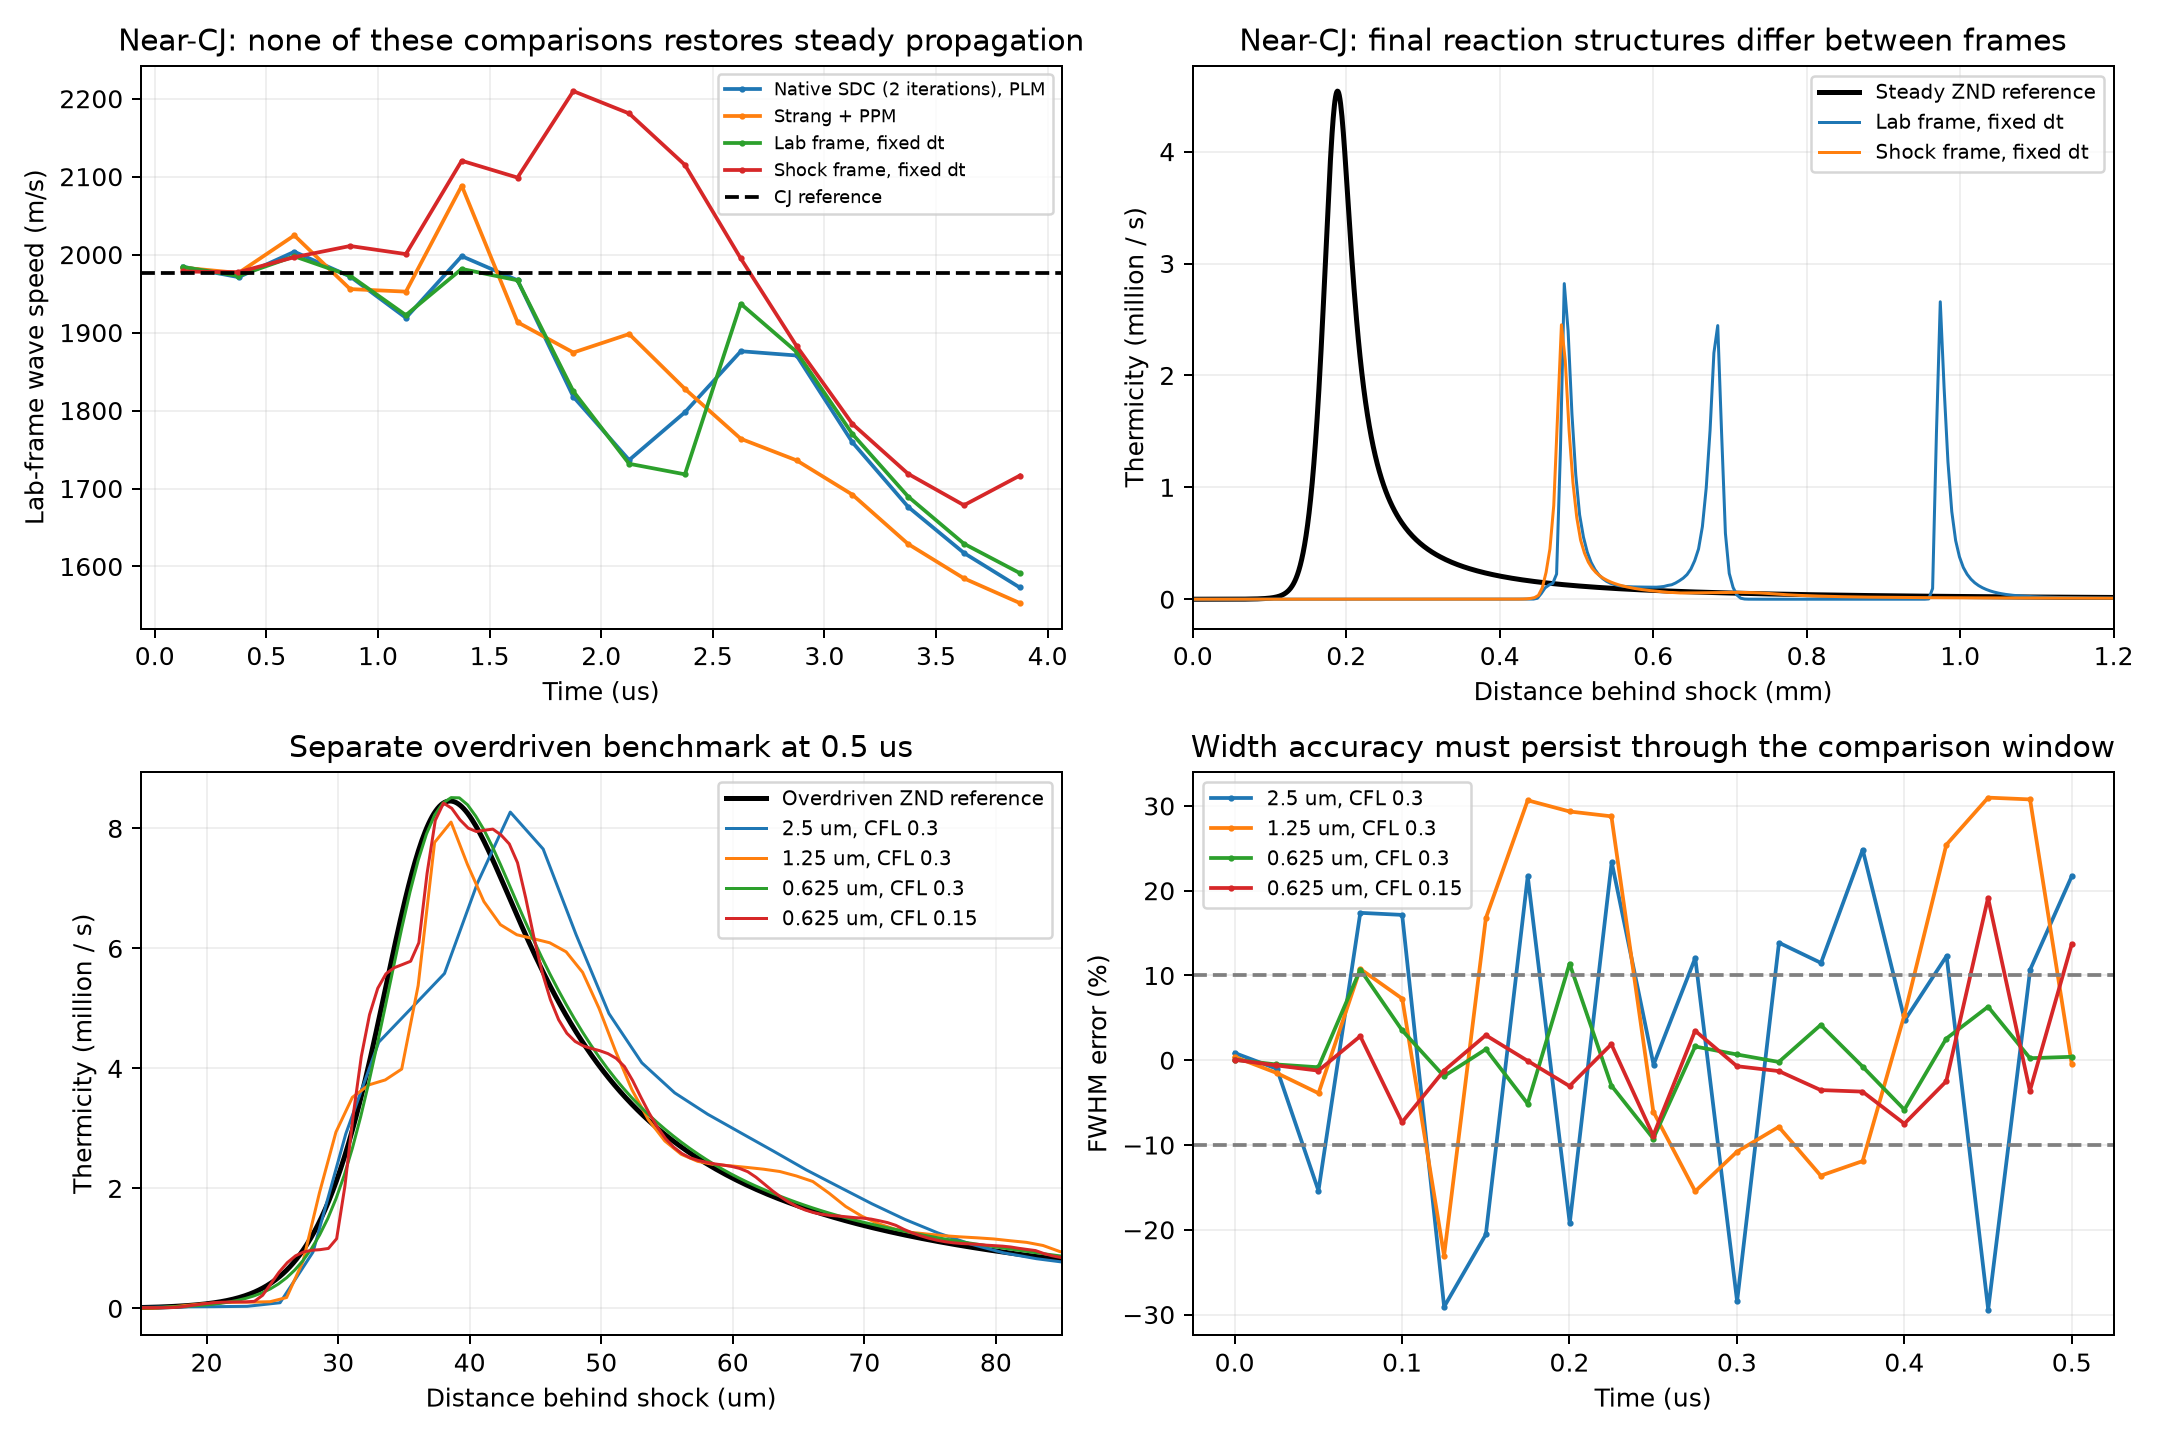 Near-CJ: none of these comparisons restores steady propagation
Lab-frame wave speed (m/s)
2200
2100
2000
1900
1800
1700
1600
Native SDC (2 iterations), PLM
Strang + PPM
Lab frame, fixed dt
Shock frame, fixed dt
CJ reference
0.0 0.5 1.0 1.5 2.0 2.5 3.0 3.5 4.0
Time (us)
Near-CJ: final reaction structures differ between frames
Thermicity (million / s)
4
3
2
1
0
Steady ZND reference
Lab frame, fixed dt
Shock frame, fixed dt
0.0 0.2 0.4 0.6 0.8 1.0 1.2
Distance behind shock (mm)
Separate overdriven benchmark at 0.5 us
Thermicity (million / s)
8
6
4
2
0
Overdriven ZND reference
2.5 um, CFL 0.3
1.25 um, CFL 0.3
0.625 um, CFL 0.3
0.625 um, CFL 0.15
20 30 40 50 60 70 80
Distance behind shock (um)
Width accuracy must persist through the comparison window
FWHM error (%)
30
20
10
0
−10
−20
−30
2.5 um, CFL 0.3
1.25 um, CFL 0.3
0.625 um, CFL 0.3
0.625 um, CFL 0.15
0.0 0.1 0.2 0.3 0.4 0.5
Time (us)